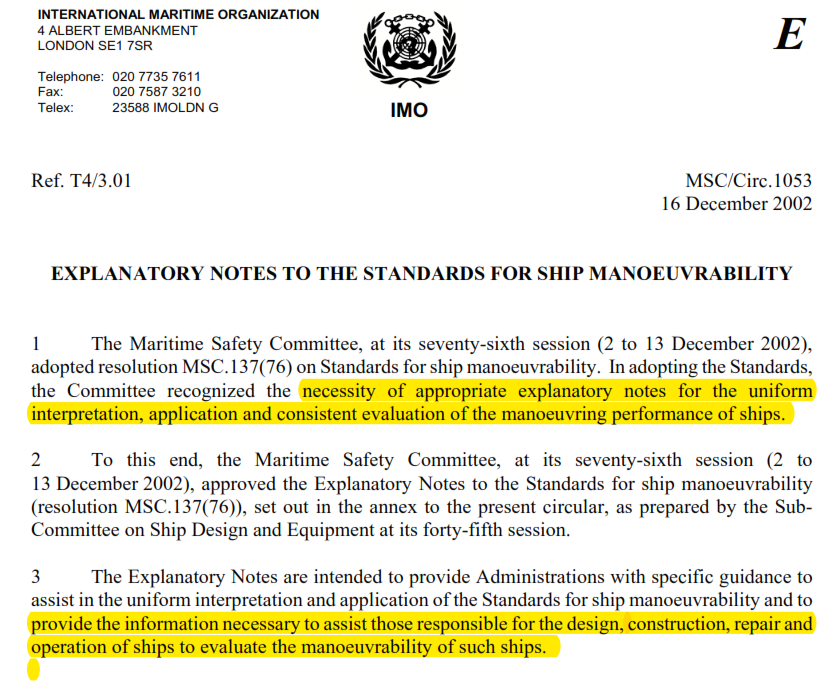 INTERNATIONAL MARITIME ORGANIZATION
4 ALBERT EMBANKMENT
LONDON SE1 7SR
Telephone: 020 7735 7611
Fax: 020 7587 3210
Telex: 23588 IMOLDN G
E
IMO
Ref. T4/3.01
MSC/Circ.1053
16 December 2002
EXPLANATORY NOTES TO THE STANDARDS FOR SHIP MANOEUVRABILITY
1 The Maritime Safety Committee, at its seventy-sixth session (2 to 13 December 2002),
adopted resolution MSC.137(76) on Standards for ship manoeuvrability. In adopting the Standards,
the Committee recognized the necessity of appropriate explanatory notes for the uniform
interpretation, application and consistent evaluation of the manoeuvring performance of ships.
2 To this end, the Maritime Safety Committee, at its seventy-sixth session (2 to
13 December 2002), approved the Explanatory Notes to the Standards for ship manoeuvrability
(resolution MSC.137(76)), set out in the annex to the present circular, as prepared by the Sub-
Committee on Ship Design and Equipment at its forty-fifth session.
3 The Explanatory Notes are intended to provide Administrations with specific guidance to
assist in the uniform interpretation and application of the Standards for ship manoeuvrability and to
provide the information necessary to assist those responsible for the design, construction, repair and
operation of ships to evaluate the manoeuvrability of such ships.